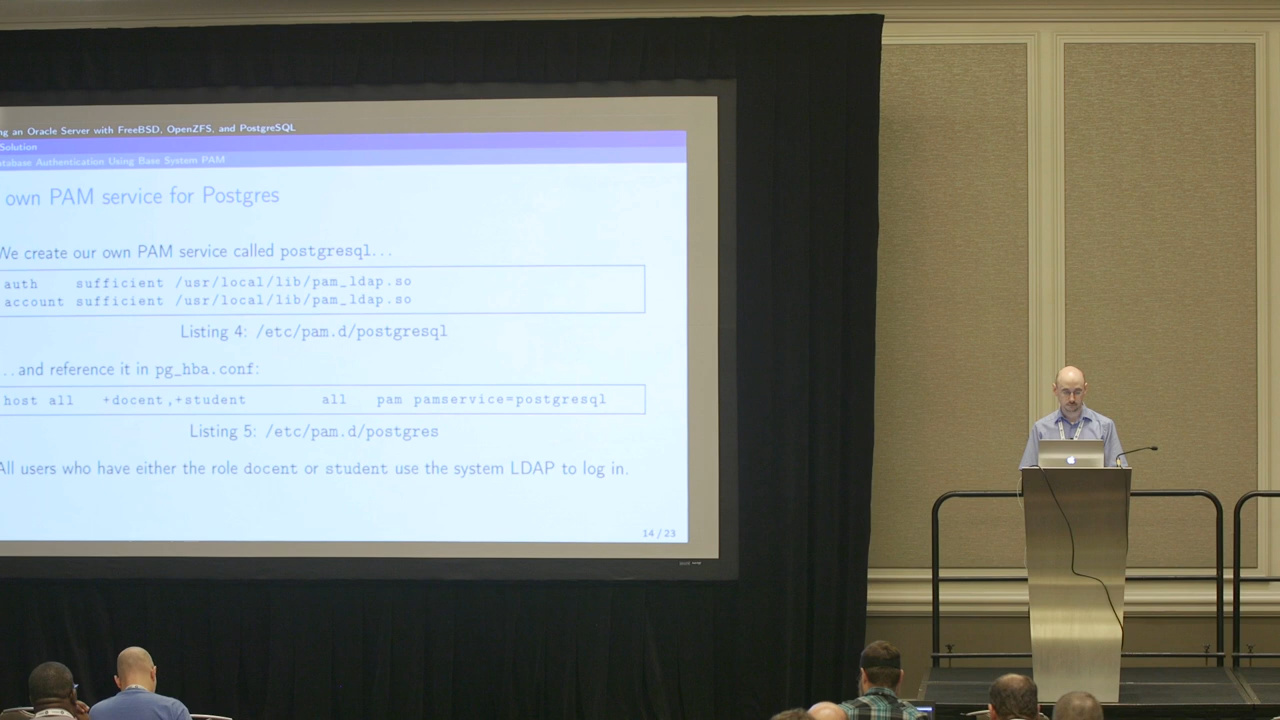 ng an Oracle Server with FreeBSD, OpenZFS, and PostgreSQL
Solution
tabase Authentication Using Base System PAM
own PAM service for Postgres
We create our own PAM service called postgresql...
auth sufficient /usr/local/lib/pam_ldap.so
account sufficient /usr/local/lib/pam_ldap.so
Listing 4: /etc/pam.d/postgresql
...and reference it in pg_hba.conf:
host all +docent,+student all pam pamservice=postgresql
Listing 5: /etc/pam.d/postgres
All users who have either the role docent or student use the system LDAP to log in.
14 / 23